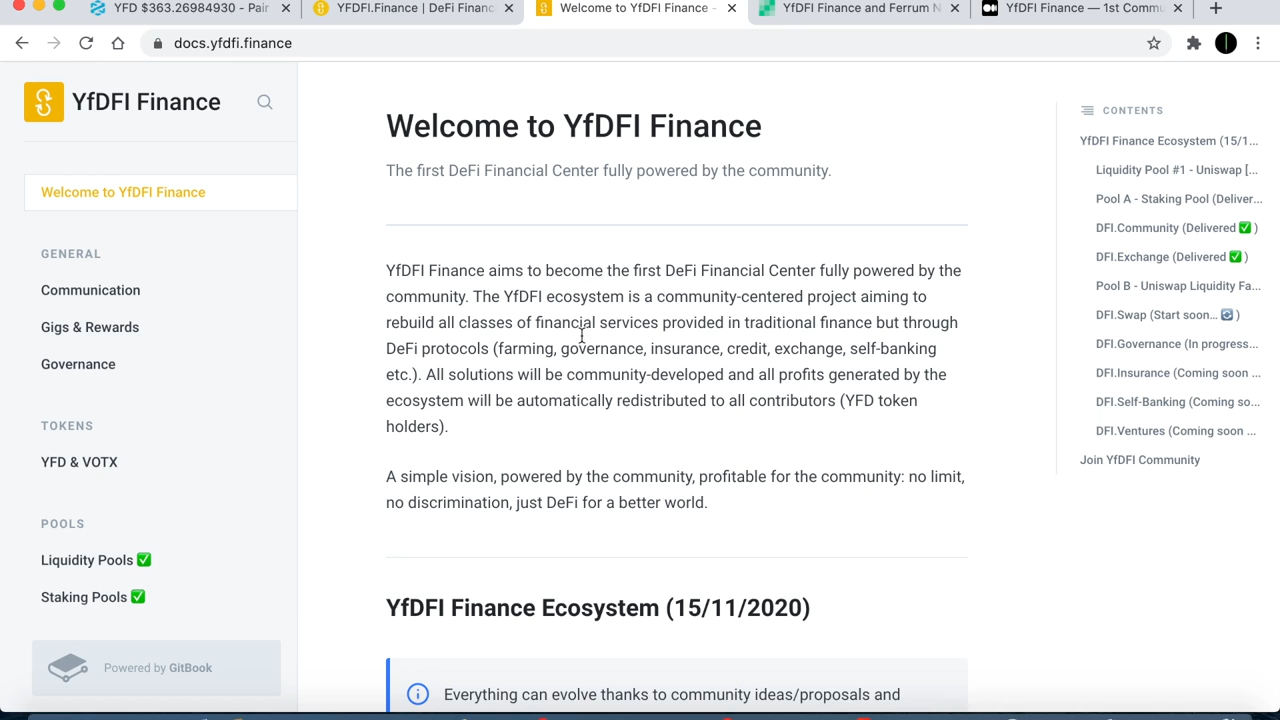 YFD $363.26984930 - Pair
YFDFI.Finance | DeFi Financ
Welcome to YfDFI Finance -
YfDFI Finance and Ferrum N
YfDFI Finance — 1st Commu
docs.yfdfi.finance
YfDFI Finance
Welcome to YfDFI Finance
GENERAL
Communication
Gigs & Rewards
Governance
TOKENS
YFD & VOTX
POOLS
Liquidity Pools ✅
Staking Pools ✅
Powered by GitBook
Welcome to YfDFI Finance
The first DeFi Financial Center fully powered by the community.
YfDFI Finance aims to become the first DeFi Financial Center fully powered by the
community. The YfDFI ecosystem is a community-centered project aiming to
rebuild all classes of financial services provided in traditional finance but through
DeFi protocols (farming, governance, insurance, credit, exchange, self-banking
etc.). All solutions will be community-developed and all profits generated by the
ecosystem will be automatically redistributed to all contributors (YFD token
holders).
A simple vision, powered by the community, profitable for the community: no limit,
no discrimination, just DeFi for a better world.
YfDFI Finance Ecosystem (15/11/2020)
Everything can evolve thanks to community ideas/proposals and
CONTENTS
YfDFI Finance Ecosystem (15/1...
Liquidity Pool #1 - Uniswap [...
Pool A - Staking Pool (Deliver...
DFI.Community (Delivered ✅ )
DFI.Exchange (Delivered ✅ )
Pool B - Uniswap Liquidity Fa...
DFI.Swap (Start soon... 🔄 )
DFI.Governance (In progress...
DFI.Insurance (Coming soon ...
DFI.Self-Banking (Coming so...
DFI.Ventures (Coming soon ...
Join YfDFI Community